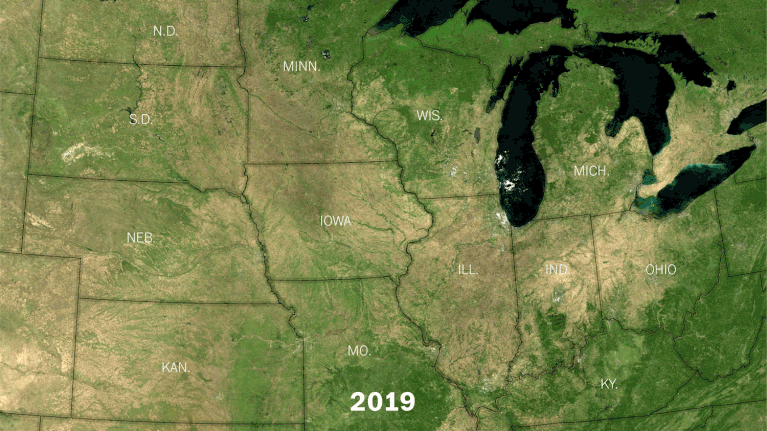 N.D.
MINN.
S.D.
WIS.
MICH.
IOWA
NEB.
ILL.
IND.
OHIO
MO.
KAN.
KY.
2019